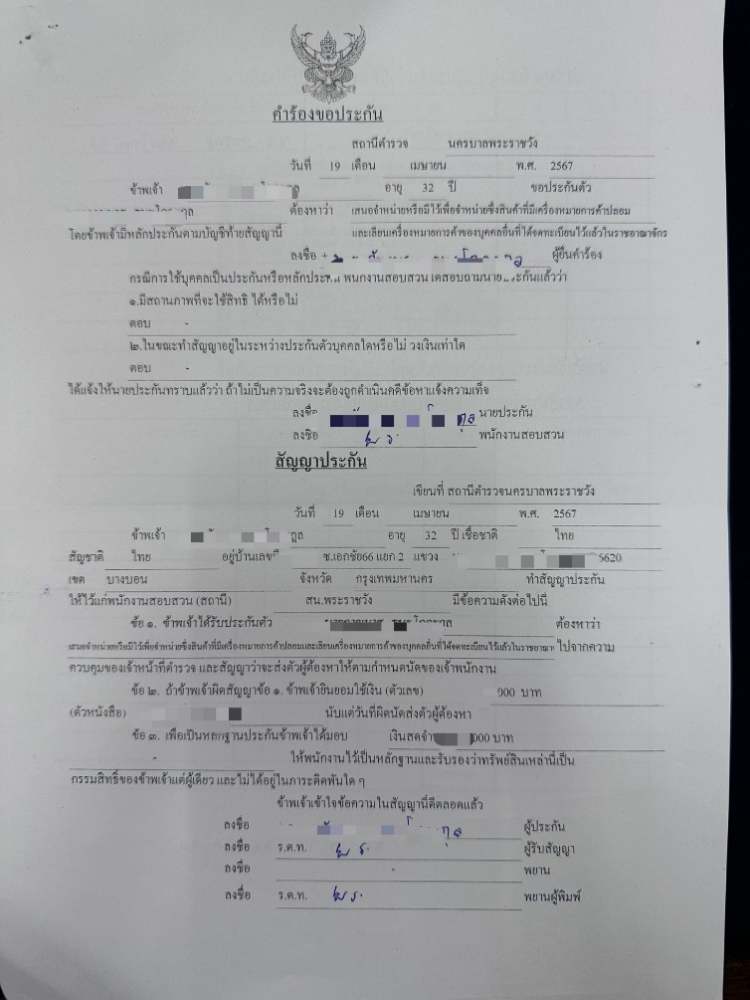 คำร้องขอประกัน
สถานีตำรวจ นครบาลพระราชวัง
วันที่ 19 เดือน เมษายน พ.ศ. 2567
ข้าพเจ้า อายุ 32 ปี ขอประกันตัว
ต้องหาว่า เสนอจำหน่ายหรือมีไว้เพื่อจำหน่ายซึ่งสินค้าที่มีเครื่องหมายการค้าปลอม
โดยข้าพเจ้ามีหลักประกันตามบัญชีท้ายสัญญานี้ และเลียนเครื่องหมายการค้าของบุคคลอื่นที่ได้จดทะเบียนไว้แล้วในราชอาณาจักร
ลงชื่อ ผู้ยื่นคำร้อง
กรณีการใช้บุคคลเป็นประกันหรือหลักประกัน พนักงานสอบสวน ได้สอบถามนายประกันแล้วว่า
๑.มีสถานภาพที่จะใช้สิทธิ ได้หรือไม่
ตอบ -
๒.ในขณะทำสัญญาอยู่ในระหว่างประกันตัวบุคคลใดหรือไม่ วงเงินเท่าใด
ตอบ -
ได้แจ้งให้นายประกันทราบแล้วว่า ถ้าไม่เป็นความจริงจะต้องถูกดำเนินคดีข้อหาแจ้งความเท็จ
ลงชื่อ นายประกัน
ลงชื่อ พนักงานสอบสวน
สัญญาประกัน
เขียนที่ สถานีตำรวจนครบาลพระราชวัง
วันที่ 19 เดือน เมษายน พ.ศ. 2567
ข้าพเจ้า อายุ 32 ปี เชื้อชาติ ไทย
สัญชาติ ไทย อยู่บ้านเลขที่ ซ.เอกชัย66 แยก 2 แขวง
เขต บางบอน จังหวัด กรุงเทพมหานคร ทำสัญญาประกัน
ให้ไว้แก่พนักงานสอบสวน (สถานี) สน.พระราชวัง มีข้อความดังต่อไปนี้
ข้อ ๑. ข้าพเจ้าได้รับประกันตัว ต้องหาว่า
เสนอจำหน่ายหรือมีไว้เพื่อจำหน่ายซึ่งสินค้าที่มีเครื่องหมายการค้าปลอมและเลียนเครื่องหมายการค้าของบุคคลอื่นที่ได้จดทะเบียนไว้แล้วในราชอาณา ไปจากความ
ควบคุมของเจ้าหน้าที่ตำรวจ และสัญญาว่าจะส่งตัวผู้ต้องหาให้ตามกำหนดนัดของเจ้าพนักงาน
ข้อ ๒. ถ้าข้าพเจ้าผิดสัญญาข้อ ๑. ข้าพเจ้ายินยอมใช้เงิน (ตัวเลข) 000 บาท
(ตัวหนังสือ) นับแต่วันที่ผิดนัดส่งตัวผู้ต้องหา
ข้อ ๓. เพื่อเป็นหลักฐานประกันข้าพเจ้าได้มอบ เงินสด 000 บาท
- ให้พนักงานไว้เป็นหลักฐานและรับรองว่าทรัพย์สินเหล่านี้เป็น
กรรมสิทธิ์ของข้าพเจ้าแต่ผู้เดียว และไม่ได้อยู่ในภาระติดพันใด ๆ
ข้าพเจ้าเข้าใจข้อความในสัญญานี้ดีตลอดแล้ว
ลงชื่อ ผู้ประกัน
ลงชื่อ ร.ต.ท. ผู้รับสัญญา
ลงชื่อ - พยาน
ลงชื่อ ร.ต.ท. พยานผู้พิมพ์